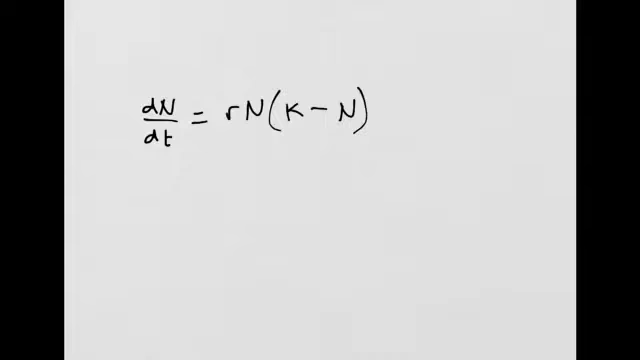 dN/dt = rN(K − N)